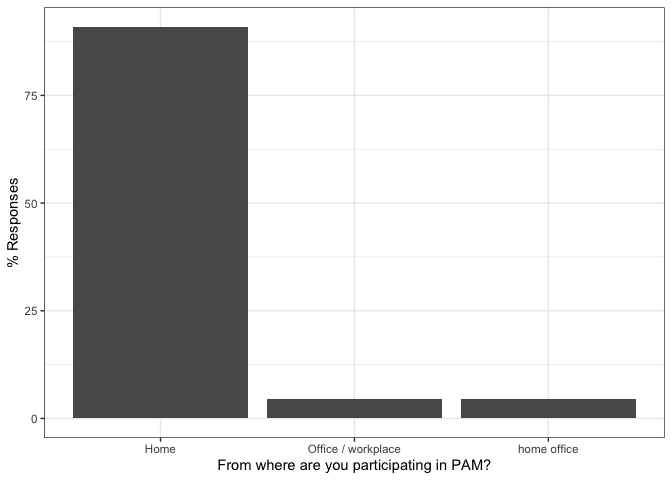 % Responses
75
50
25
0
Home
Office / workplace
home office
From where are you participating in PAM?